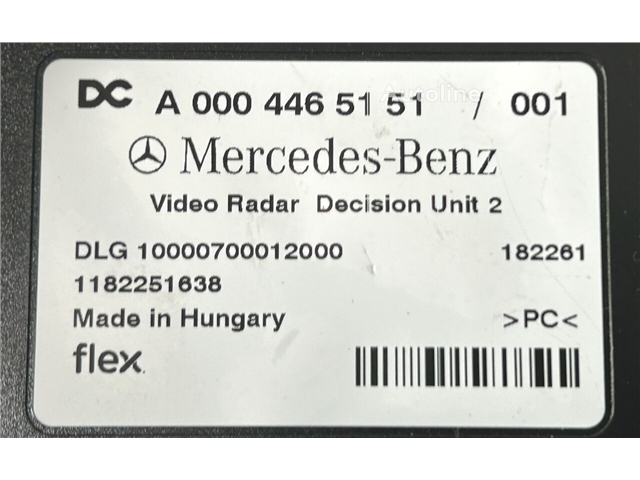 DC A 000 446 51 51 / 001
Autoline
Mercedes-Benz
Video Radar Decision Unit 2
DLG 10000700012000 182261
1182251638
Made in Hungary >PC<
flex.